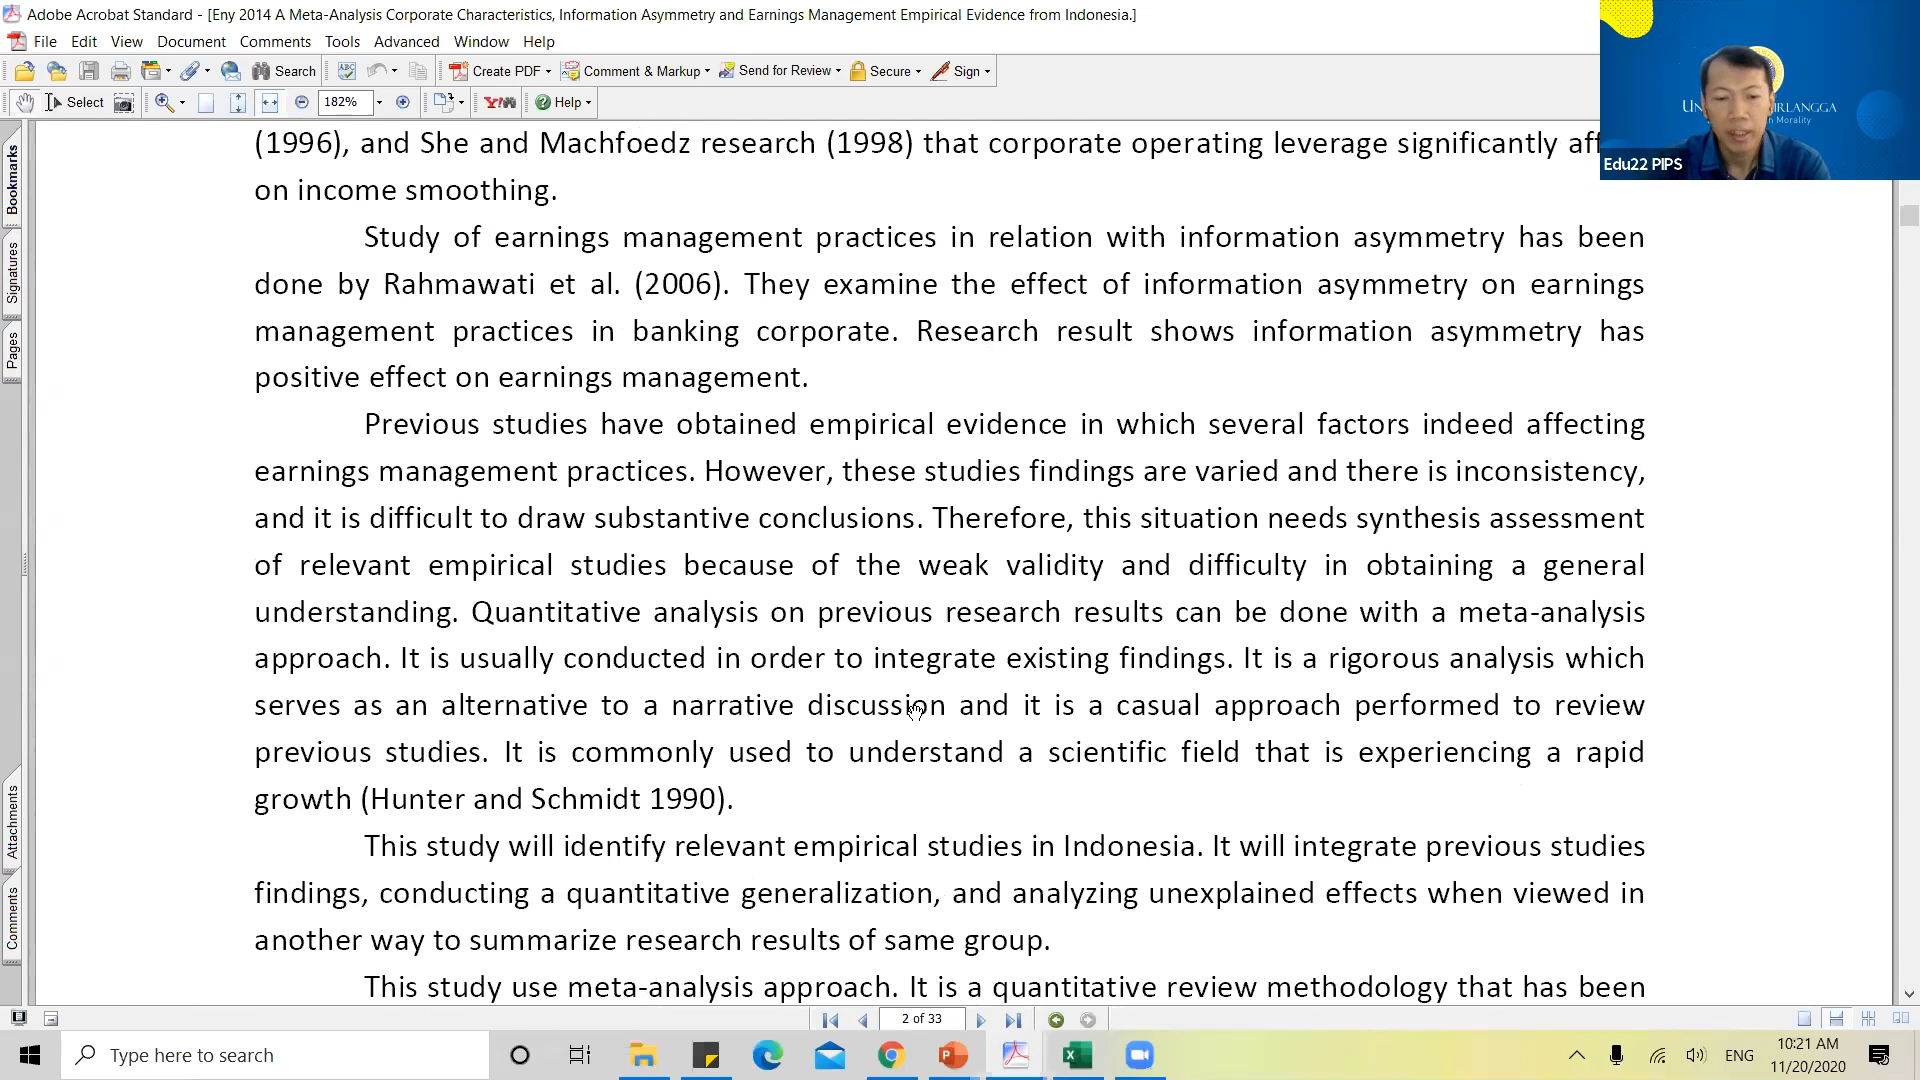 Adobe Acrobat Standard - [Eny 2014 A Meta-Analysis Corporate Characteristics, Information Asymmetry and Earnings Management Empirical Evidence from Indonesia.]
File Edit View Document Comments Tools Advanced Window Help
Search Create PDF Comment & Markup Send for Review Secure Sign
Select 182% Y! Help
Edu22 PIPS
Bookmarks
Signatures
Pages
Attachments
Comments
(1996), and She and Machfoedz research (1998) that corporate operating leverage significantly
on income smoothing.
Study of earnings management practices in relation with information asymmetry has been
done by Rahmawati et al. (2006). They examine the effect of information asymmetry on earnings
management practices in banking corporate. Research result shows information asymmetry has
positive effect on earnings management.
Previous studies have obtained empirical evidence in which several factors indeed affecting
earnings management practices. However, these studies findings are varied and there is inconsistency,
and it is difficult to draw substantive conclusions. Therefore, this situation needs synthesis assessment
of relevant empirical studies because of the weak validity and difficulty in obtaining a general
understanding. Quantitative analysis on previous research results can be done with a meta-analysis
approach. It is usually conducted in order to integrate existing findings. It is a rigorous analysis which
serves as an alternative to a narrative discussion and it is a casual approach performed to review
previous studies. It is commonly used to understand a scientific field that is experiencing a rapid
growth (Hunter and Schmidt 1990).
This study will identify relevant empirical studies in Indonesia. It will integrate previous studies
findings, conducting a quantitative generalization, and analyzing unexplained effects when viewed in
another way to summarize research results of same group.
This study use meta-analysis approach. It is a quantitative review methodology that has been
2 of 33
Type here to search
ENG
10:21 AM
11/20/2020